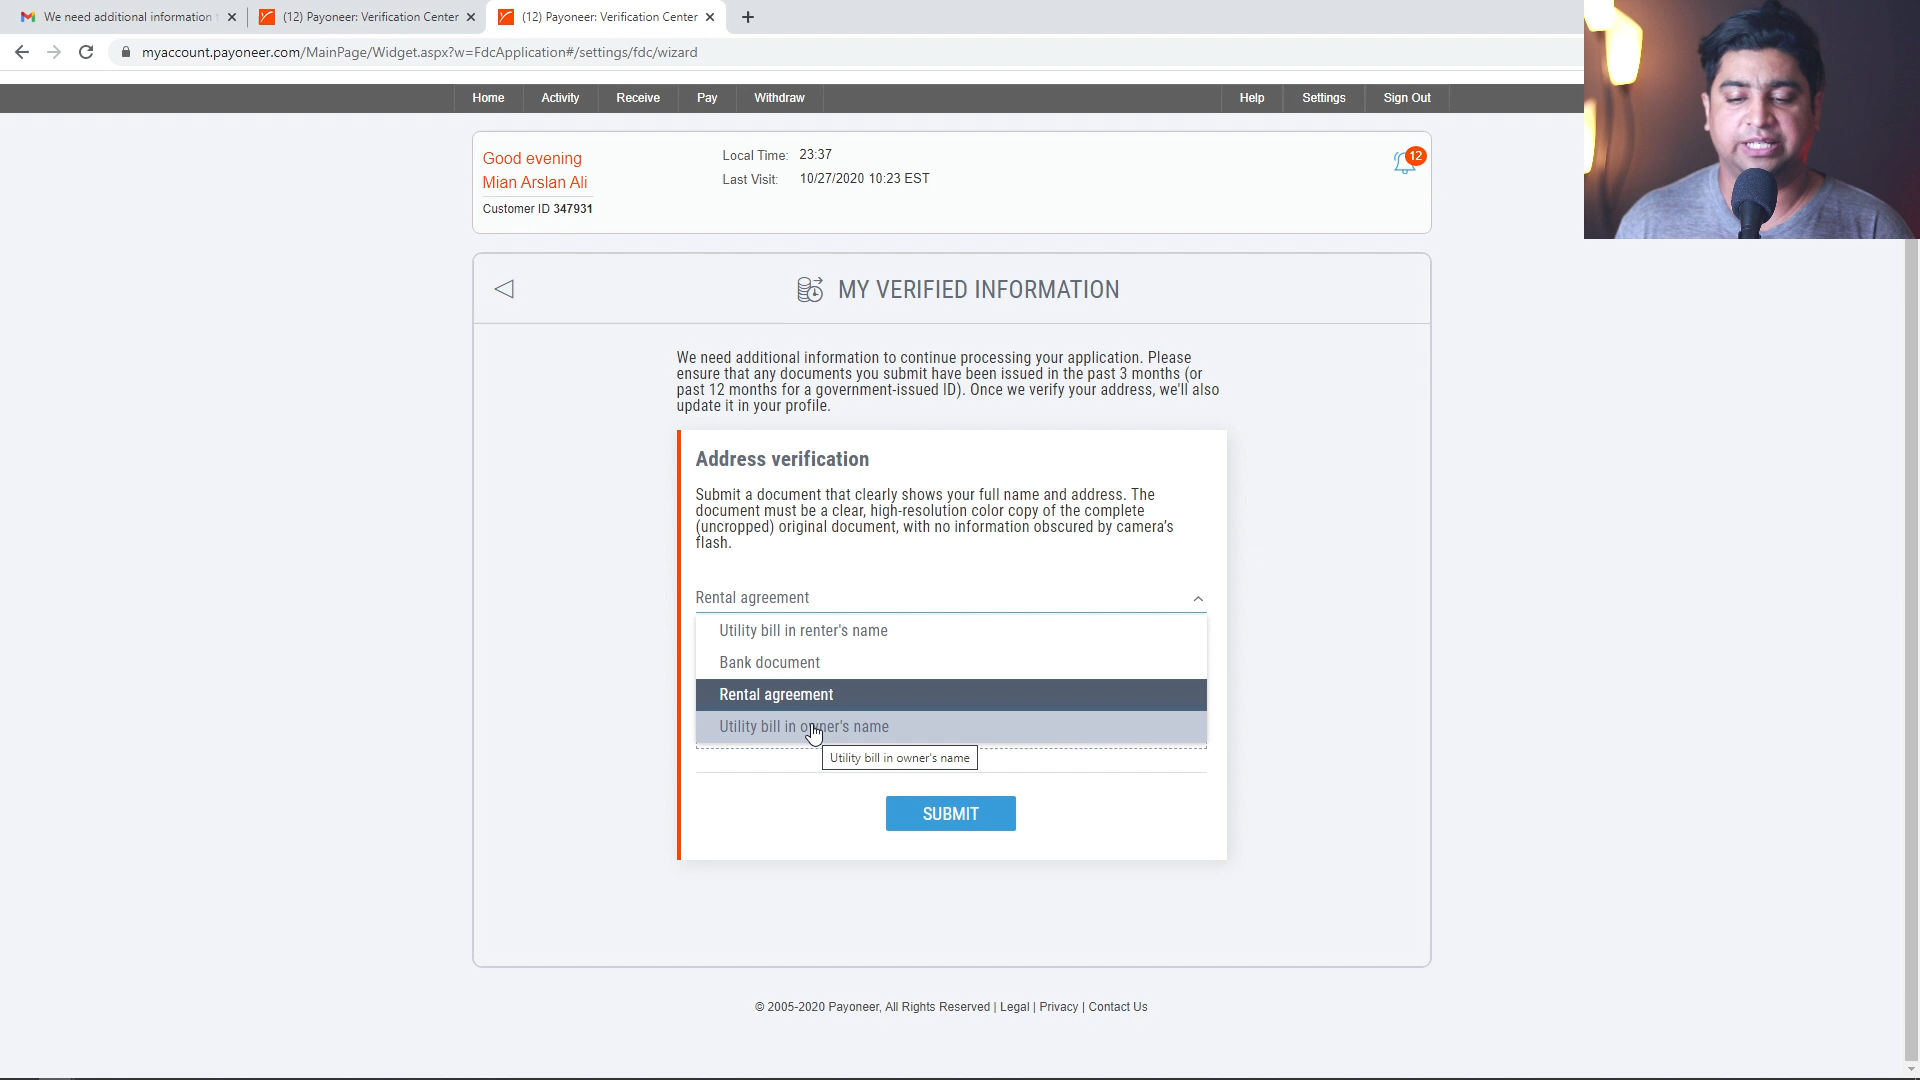 We need additional information
(12) Payoneer: Verification Center
(12) Payoneer: Verification Center
myaccount.payoneer.com/MainPage/Widget.aspx?w=FdcApplication#/settings/fdc/wizard
Home Activity Receive Pay Withdraw Help Settings Sign Out
Good evening
Mian Arslan Ali
Customer ID 347931
Local Time: 23:37
Last Visit: 10/27/2020 10:23 EST
12
MY VERIFIED INFORMATION
We need additional information to continue processing your application. Please
ensure that any documents you submit have been issued in the past 3 months (or
past 12 months for a government-issued ID). Once we verify your address, we'll also
update it in your profile.
Address verification
Submit a document that clearly shows your full name and address. The
document must be a clear, high-resolution color copy of the complete
(uncropped) original document, with no information obscured by camera's
flash.
Rental agreement
Utility bill in renter's name
Bank document
Rental agreement
Utility bill in owner's name
Utility bill in owner's name
SUBMIT
© 2005-2020 Payoneer, All Rights Reserved | Legal | Privacy | Contact Us